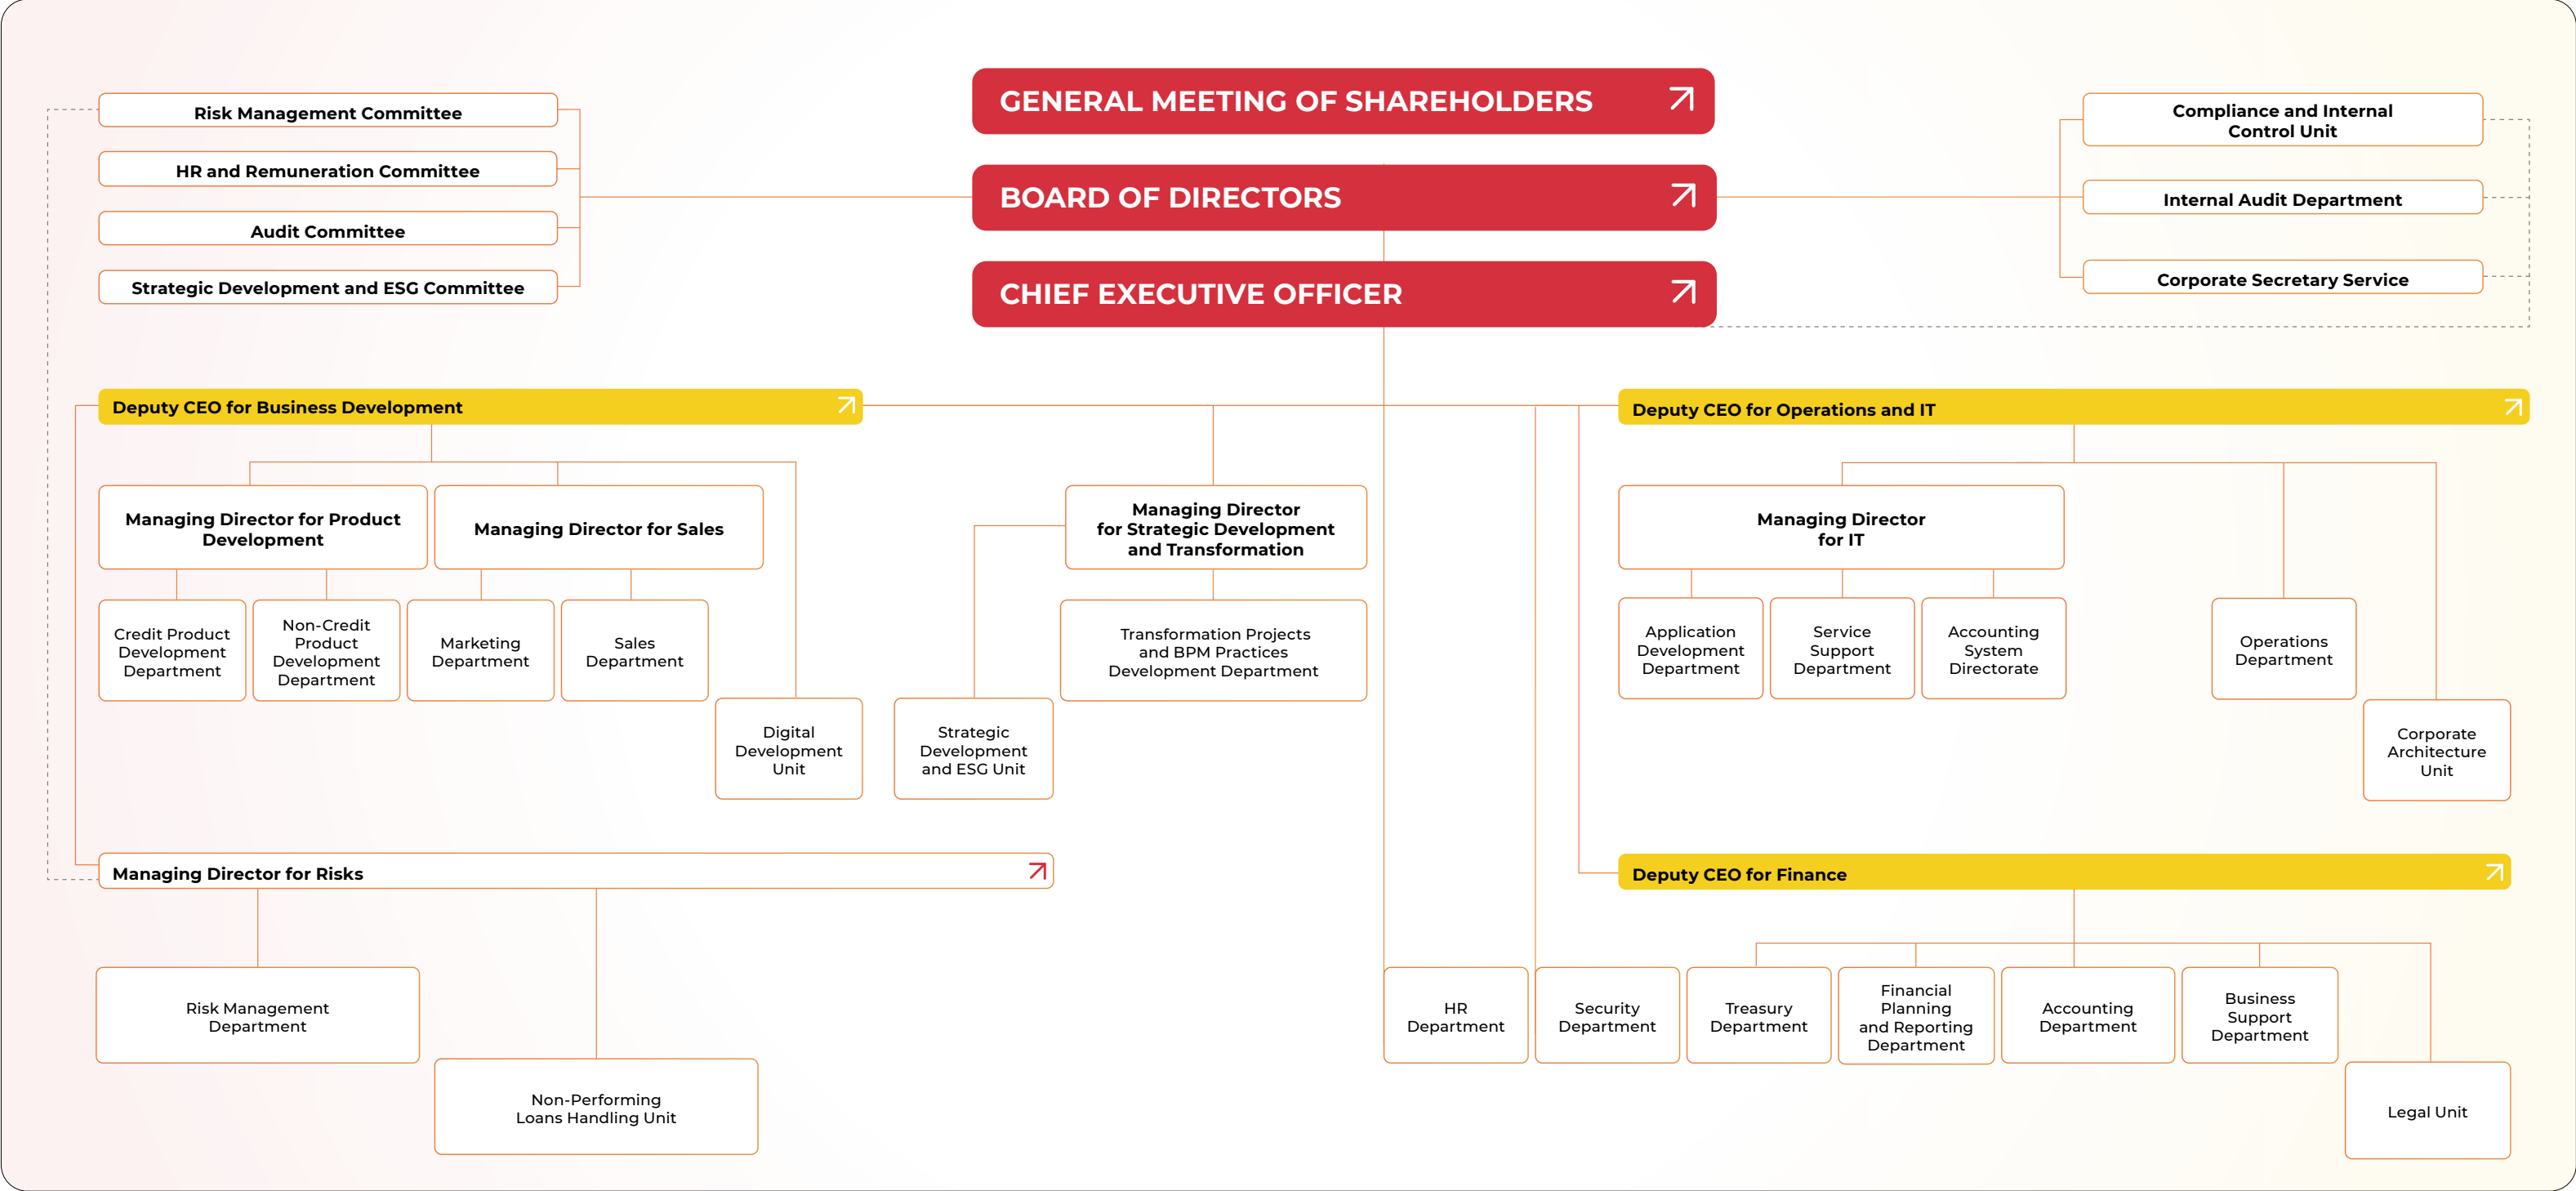 GENERAL MEETING OF SHAREHOLDERS
BOARD OF DIRECTORS
CHIEF EXECUTIVE OFFICER
Risk Management Committee
HR and Remuneration Committee
Audit Committee
Strategic Development and ESG Committee
Compliance and Internal
Control Unit
Internal Audit Department
Corporate Secretary Service
Deputy CEO for Business Development
Managing Director for Product
Development
Managing Director for Sales
Credit Product
Development
Department
Non-Credit
Product
Development
Department
Marketing
Department
Sales
Department
Digital
Development
Unit
Managing Director
for Strategic Development
and Transformation
Transformation Projects
and BPM Practices
Development Department
Strategic
Development
and ESG Unit
Deputy CEO for Operations and IT
Managing Director
for IT
Application
Development
Department
Service
Support
Department
Accounting
System
Directorate
Operations
Department
Corporate
Architecture
Unit
Managing Director for Risks
Risk Management
Department
Non-Performing
Loans Handling Unit
Deputy CEO for Finance
HR
Department
Security
Department
Treasury
Department
Financial
Planning
and Reporting
Department
Accounting
Department
Business
Support
Department
Legal Unit